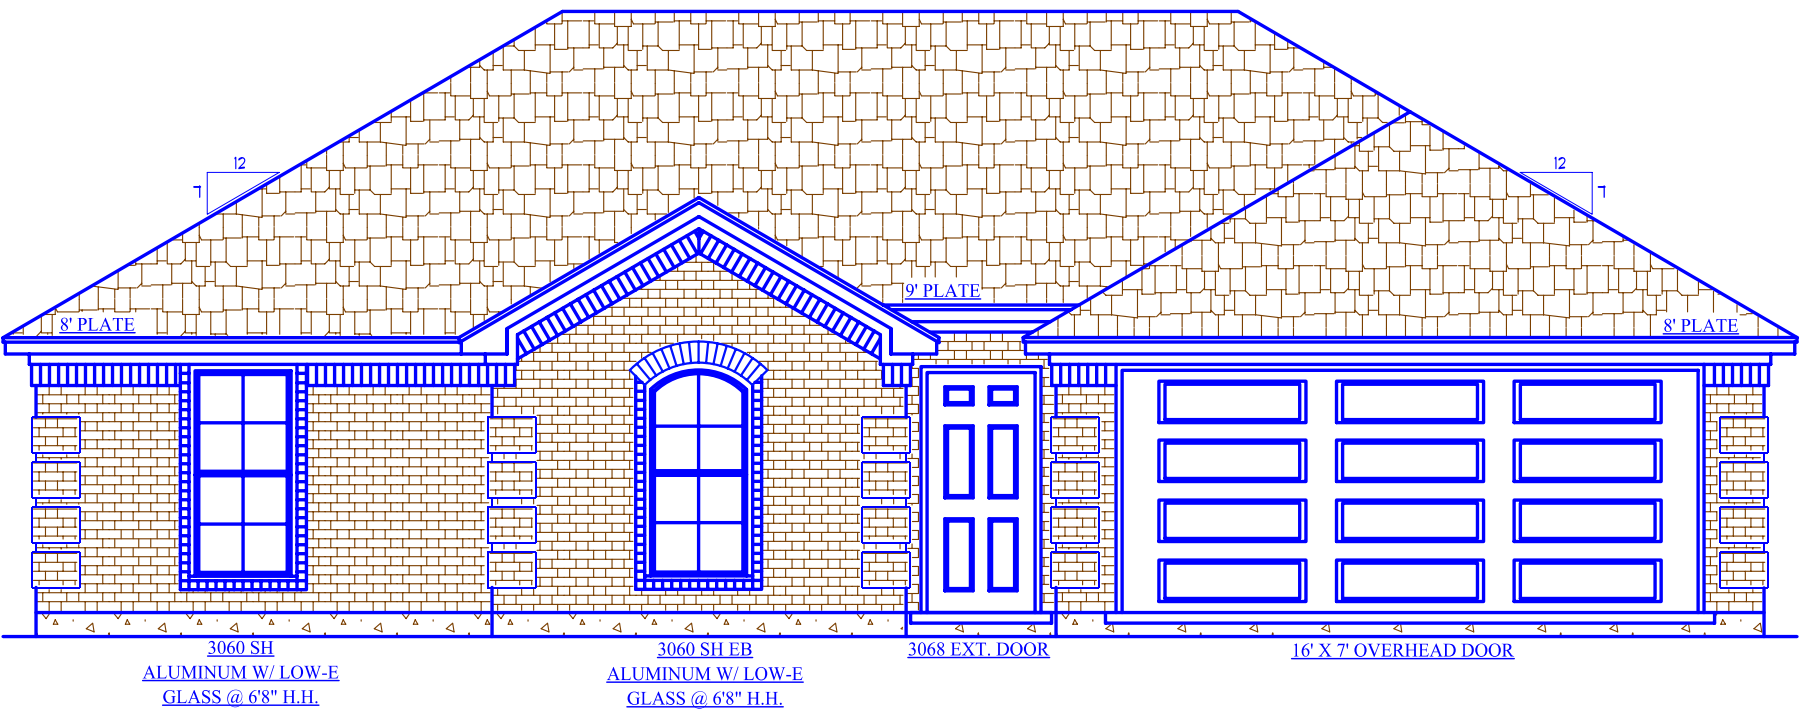 12
7
12
7
9' PLATE
8' PLATE
8' PLATE
3060 SH
ALUMINUM W/ LOW-E
GLASS @ 6'8" H.H.
3060 SH EB
ALUMINUM W/ LOW-E
GLASS @ 6'8" H.H.
3068 EXT. DOOR
16' X 7' OVERHEAD DOOR